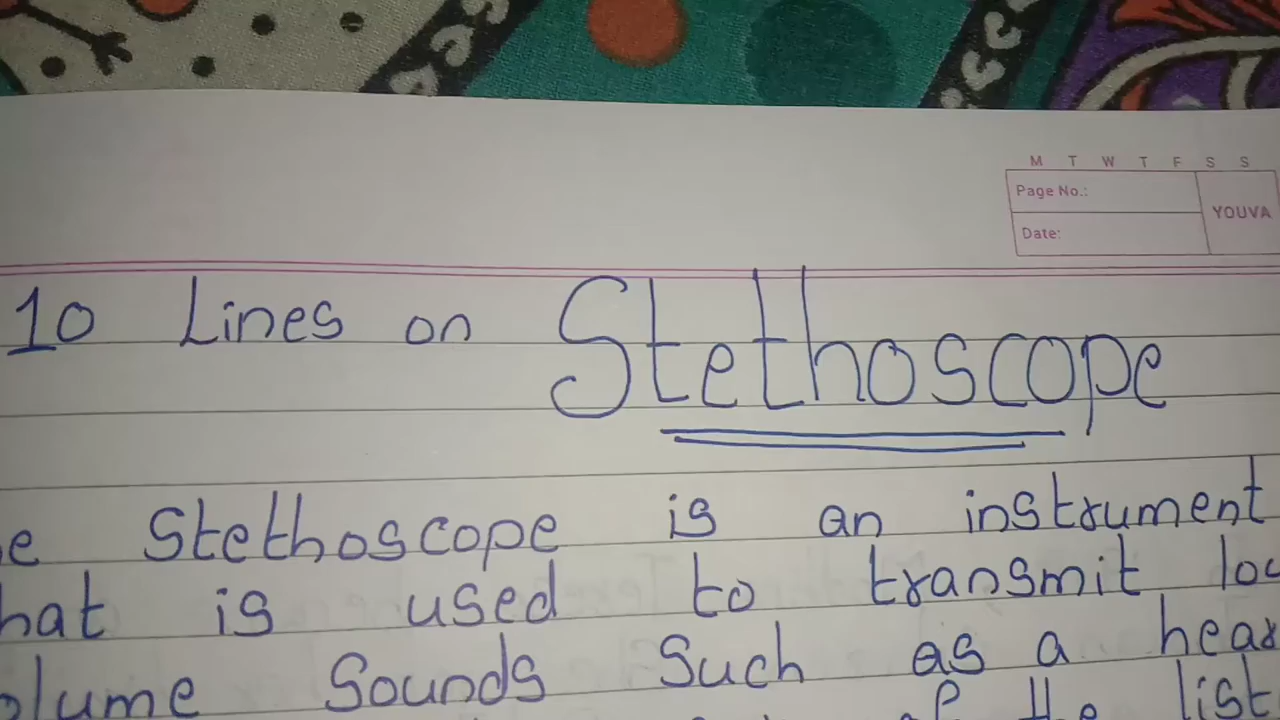 M T W T F S S
Page No.:
YOUVA
Date:
10 Lines on Stethoscope
Stethoscope is an instrument
is used to transmit
Sounds Such as a
the